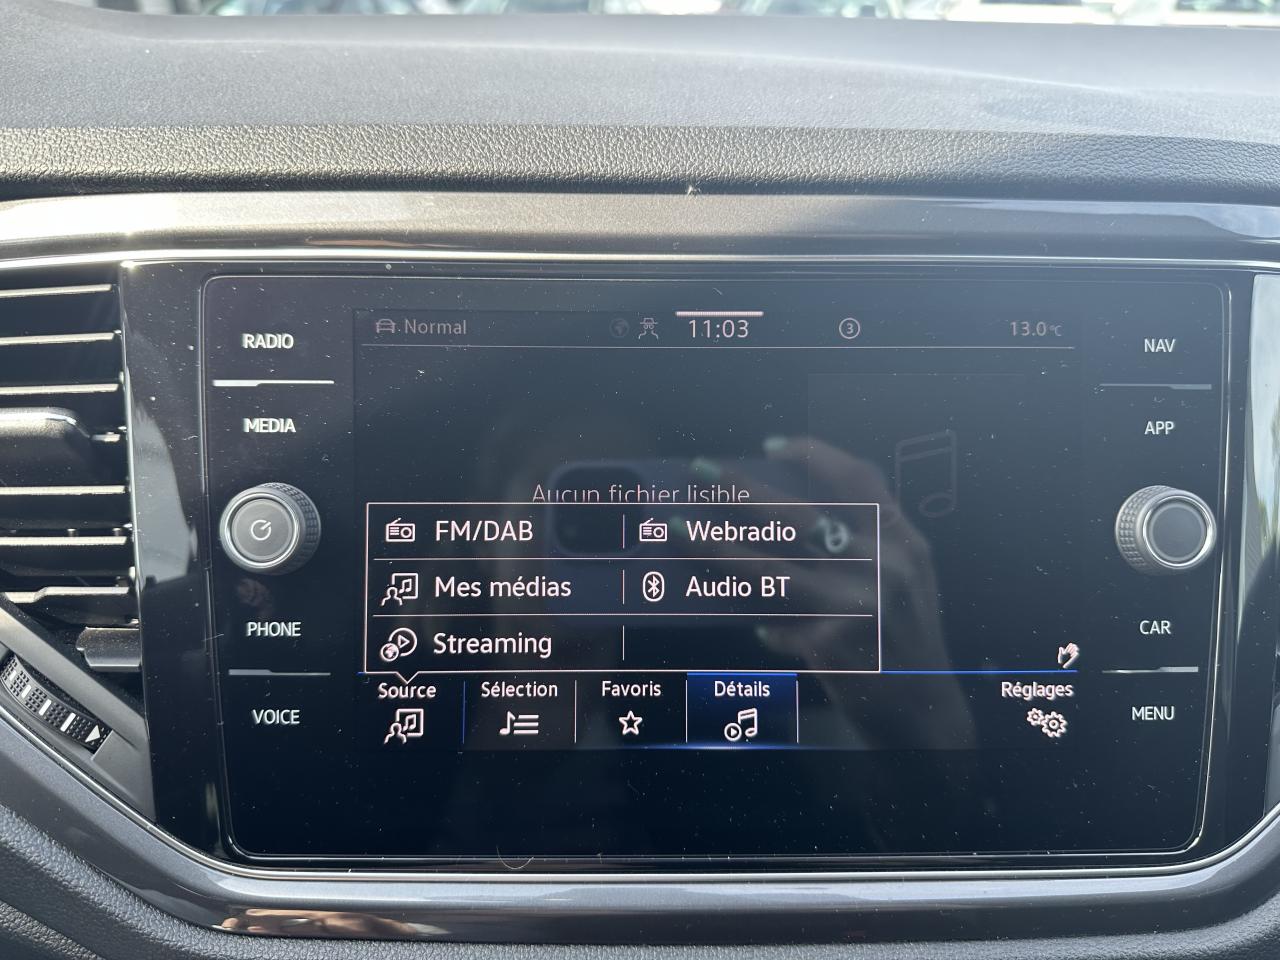 RADIO
MEDIA
PHONE
VOICE
Normal
11:03
3
13.0°C
Aucun fichier lisible
FM/DAB
Webradio
Mes médias
Audio BT
Streaming
Source
Sélection
Favoris
Détails
Réglages
NAV
APP
CAR
MENU